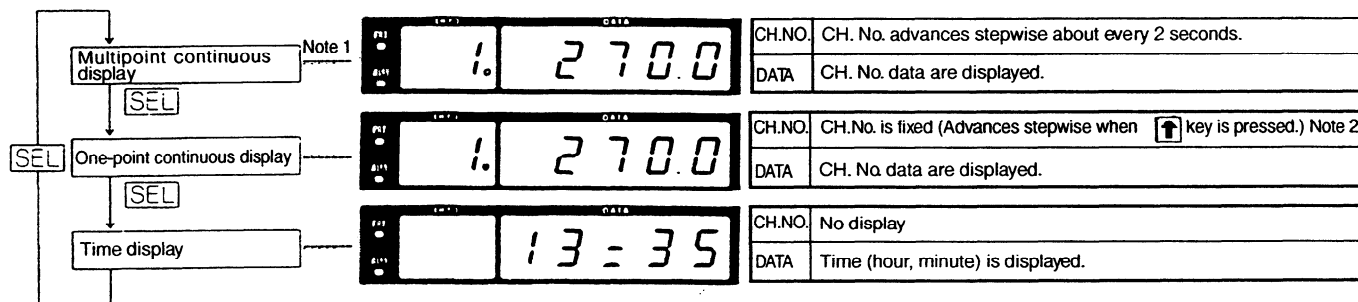 CH.NO. DATA
Multipoint continuous display
Note 1
1. 270.0
CH.NO. CH. No. advances stepwise about every 2 seconds.
DATA CH. No. data are displayed.
SEL
DATA
SEL One-point continuous display
1. 270.0
CH.NO. CH.No. is fixed (Advances stepwise when ↑ key is pressed.) Note 2
DATA CH. No. data are displayed.
SEL
DATA
Time display
13=35
CH.NO. No display
DATA Time (hour, minute) is displayed.